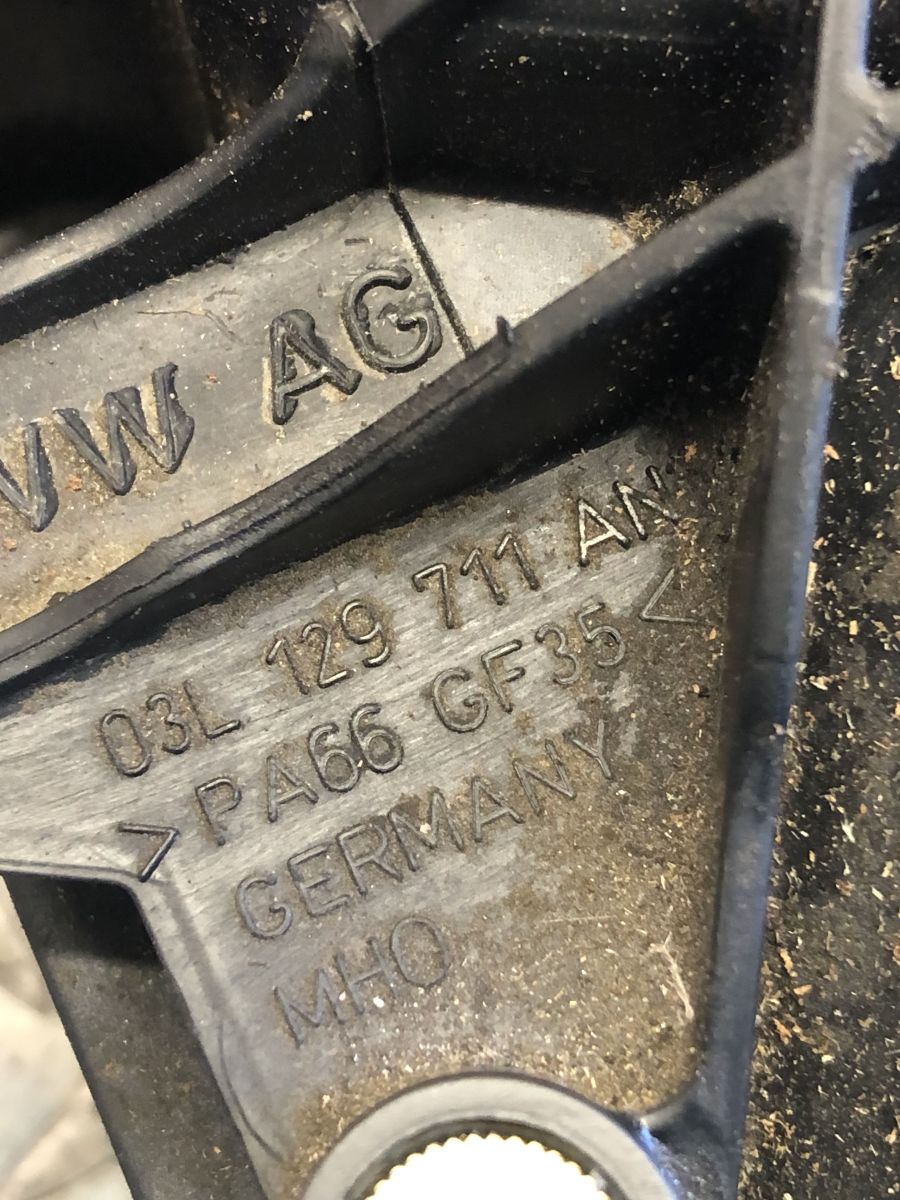 VW AG
03L 129 711 AN
>PA66 GF35<
GERMANY
MHO